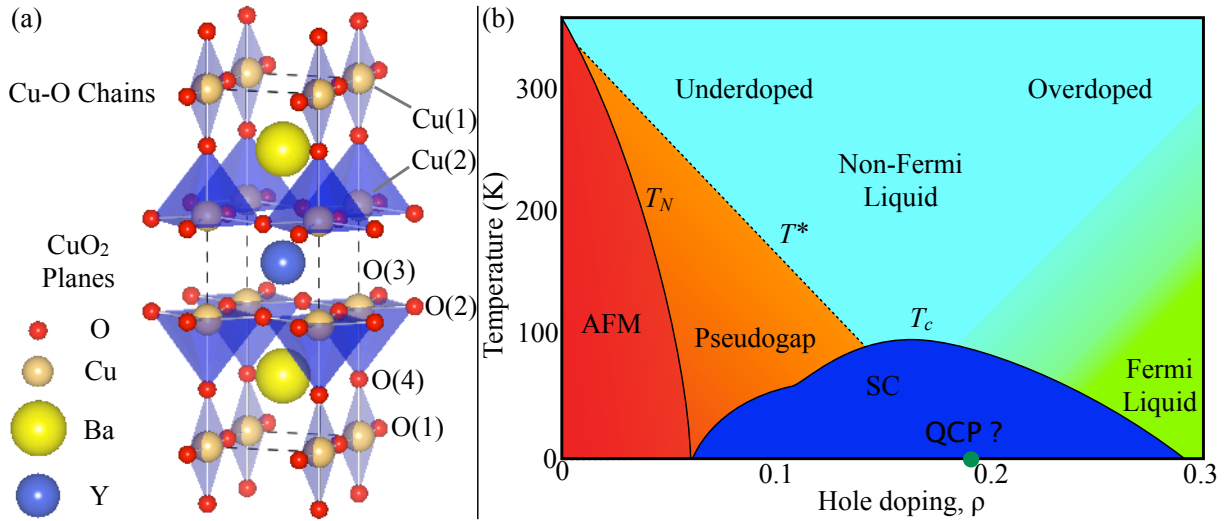 (a)
Cu-O Chains
Cu(1)
Cu(2)
CuO2
Planes
O(3)
O(2)
O(4)
O(1)
O
Cu
Ba
Y
(b)
Temperature (K)
300
200
100
0
Underdoped
Overdoped
Non-Fermi
Liquid
TN
T*
Tc
AFM
Pseudogap
SC
Fermi
Liquid
QCP ?
0
0.1
0.2
0.3
Hole doping, ρ